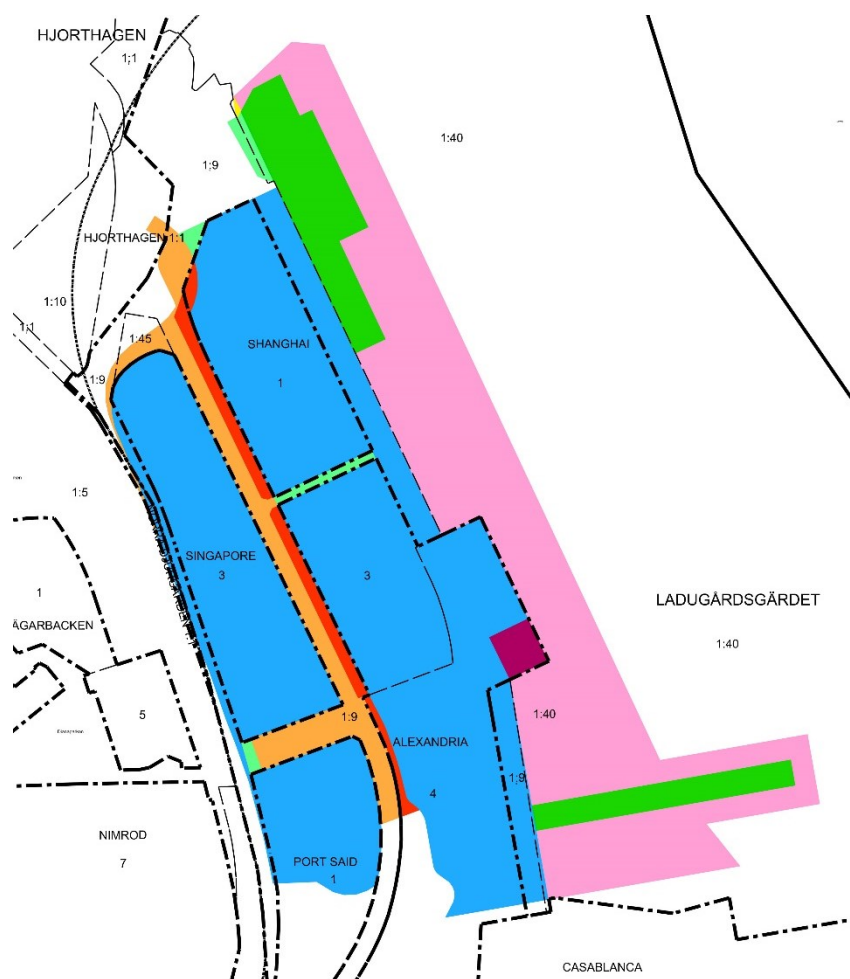 HJORTHAGEN
1:1
1:40
1:9
HJORTHAGEN 1:1
1:10
1:1
1:45
SHANGHAI
1
1:9
1:5
SINGAPORE
3
3
1
ÄGARBACKEN
LADUGÅRDSGÄRDET
1:40
5
1:9
1:40
ALEXANDRIA
1:9
4
NIMROD
7
PORT SAID
1
CASABLANCA